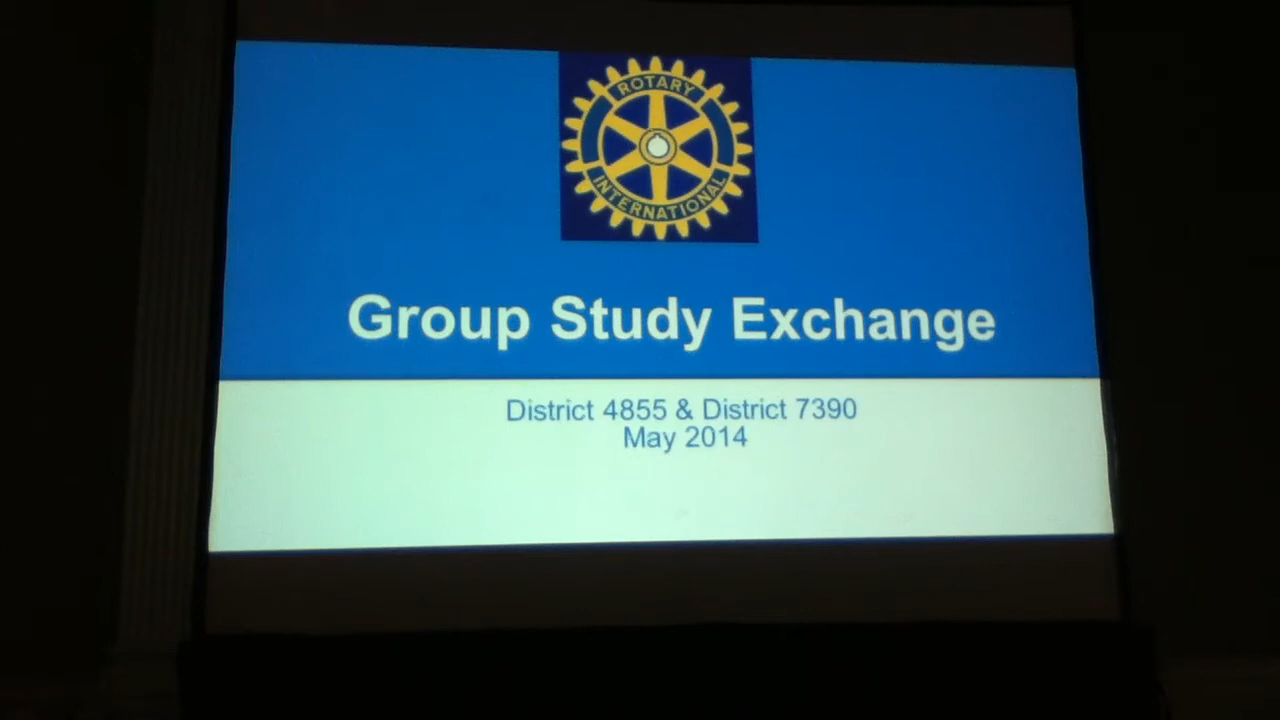 ROTARY
INTERNATIONAL
Group Study Exchange
District 4855 & District 7390
May 2014